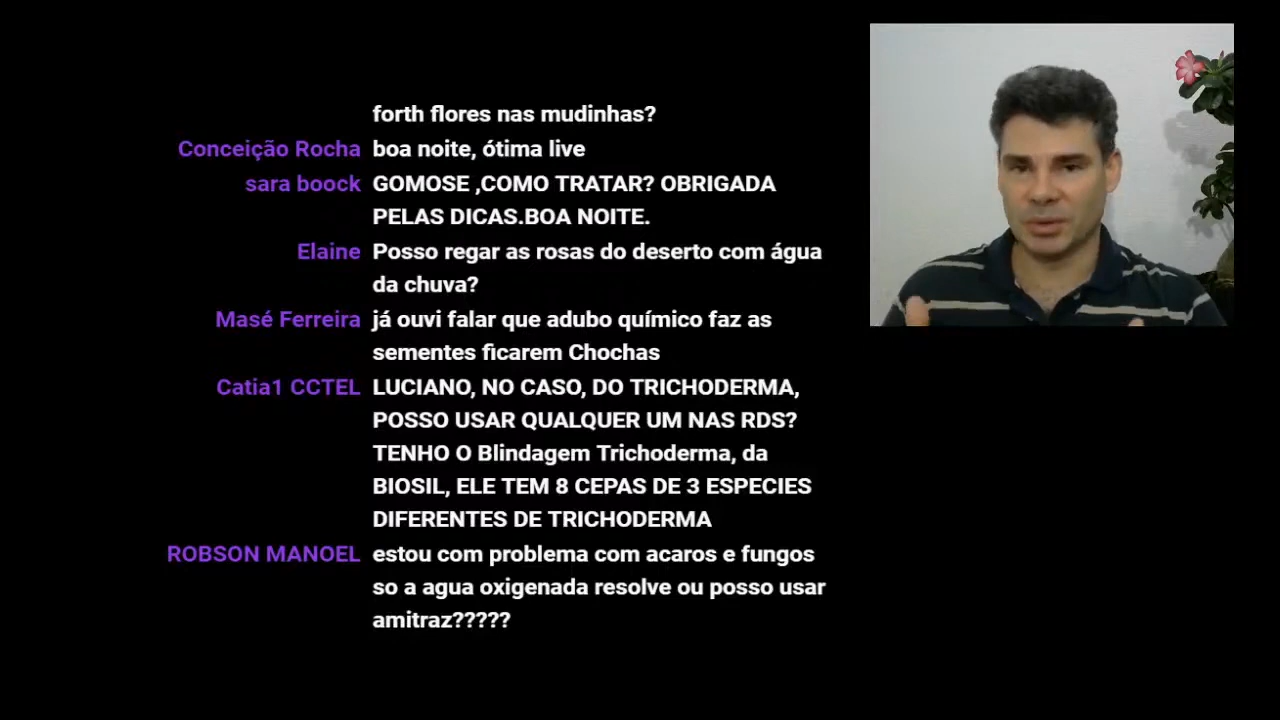 forth flores nas mudinhas?
Conceição Rocha boa noite, ótima live
sara boock GOMOSE ,COMO TRATAR? OBRIGADA
PELAS DICAS.BOA NOITE.
Elaine Posso regar as rosas do deserto com água
da chuva?
Masé Ferreira já ouvi falar que adubo químico faz as
sementes ficarem Chochas
Catia1 CCTEL LUCIANO, NO CASO, DO TRICHODERMA,
POSSO USAR QUALQUER UM NAS RDS?
TENHO O Blindagem Trichoderma, da
BIOSIL, ELE TEM 8 CEPAS DE 3 ESPECIES
DIFERENTES DE TRICHODERMA
ROBSON MANOEL estou com problema com acaros e fungos
so a agua oxigenada resolve ou posso usar
amitraz?????